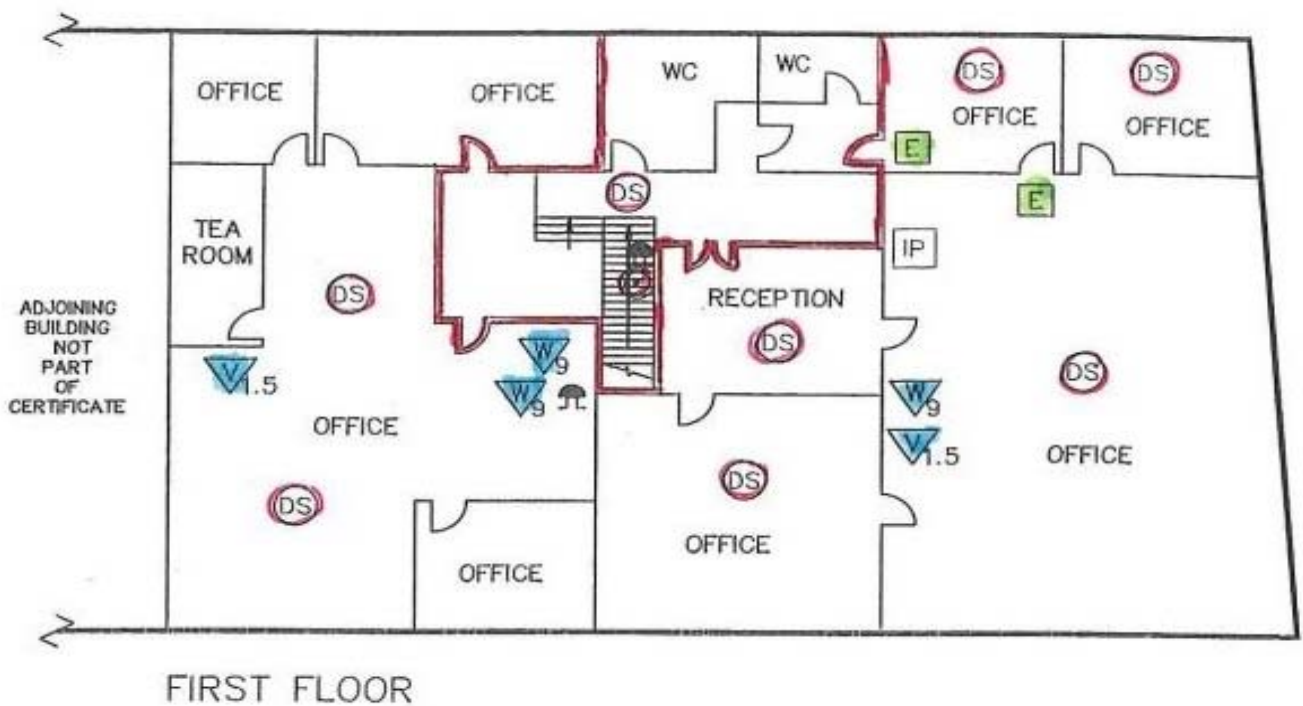 OFFICE
OFFICE
WC
WC
DS
OFFICE
DS
OFFICE
E
E
DS
TEA
ROOM
IP
DS
RECEPTION
DS
ADJOINING
BUILDING
NOT
PART
OF
CERTIFICATE
V 1.5
W 9
W 9
DS
W 9
V 1.5
OFFICE
OFFICE
DS
DS
OFFICE
OFFICE
FIRST FLOOR